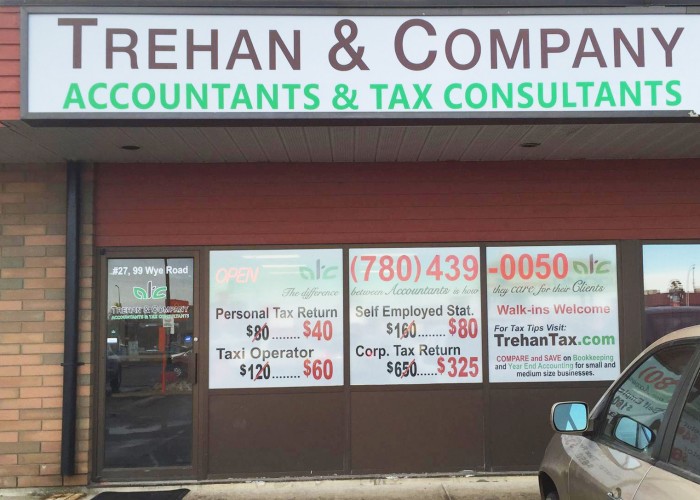 TREHAN & COMPANY
ACCOUNTANTS & TAX CONSULTANTS
#27, 99 Wye Road
TREHAN & COMPANY
ACCOUNTANTS & TAX CONSULTANTS
OPEN
(780) 439-0050
The difference between Accountants is how they care for their Clients
Personal Tax Return
$80........$40
Taxi Operator
$120........$60
Self Employed Stat.
$160........$80
Corp. Tax Return
$650.....$325
Walk-ins Welcome
For Tax Tips Visit:
TrehanTax.com
COMPARE and SAVE on Bookkeeping
and Year End Accounting for small and
medium size businesses.